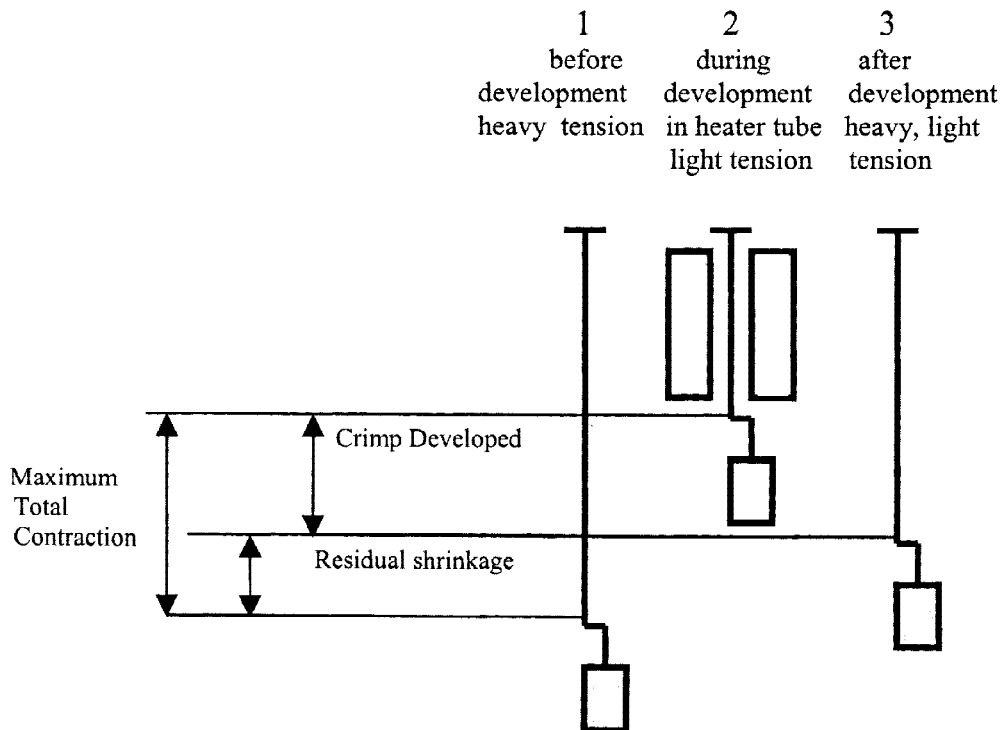 1
before
development
heavy tension
2
during
development
in heater tube
light tension
3
after
development
heavy, light
tension
Crimp Developed
Maximum
Total
Contraction
Residual shrinkage